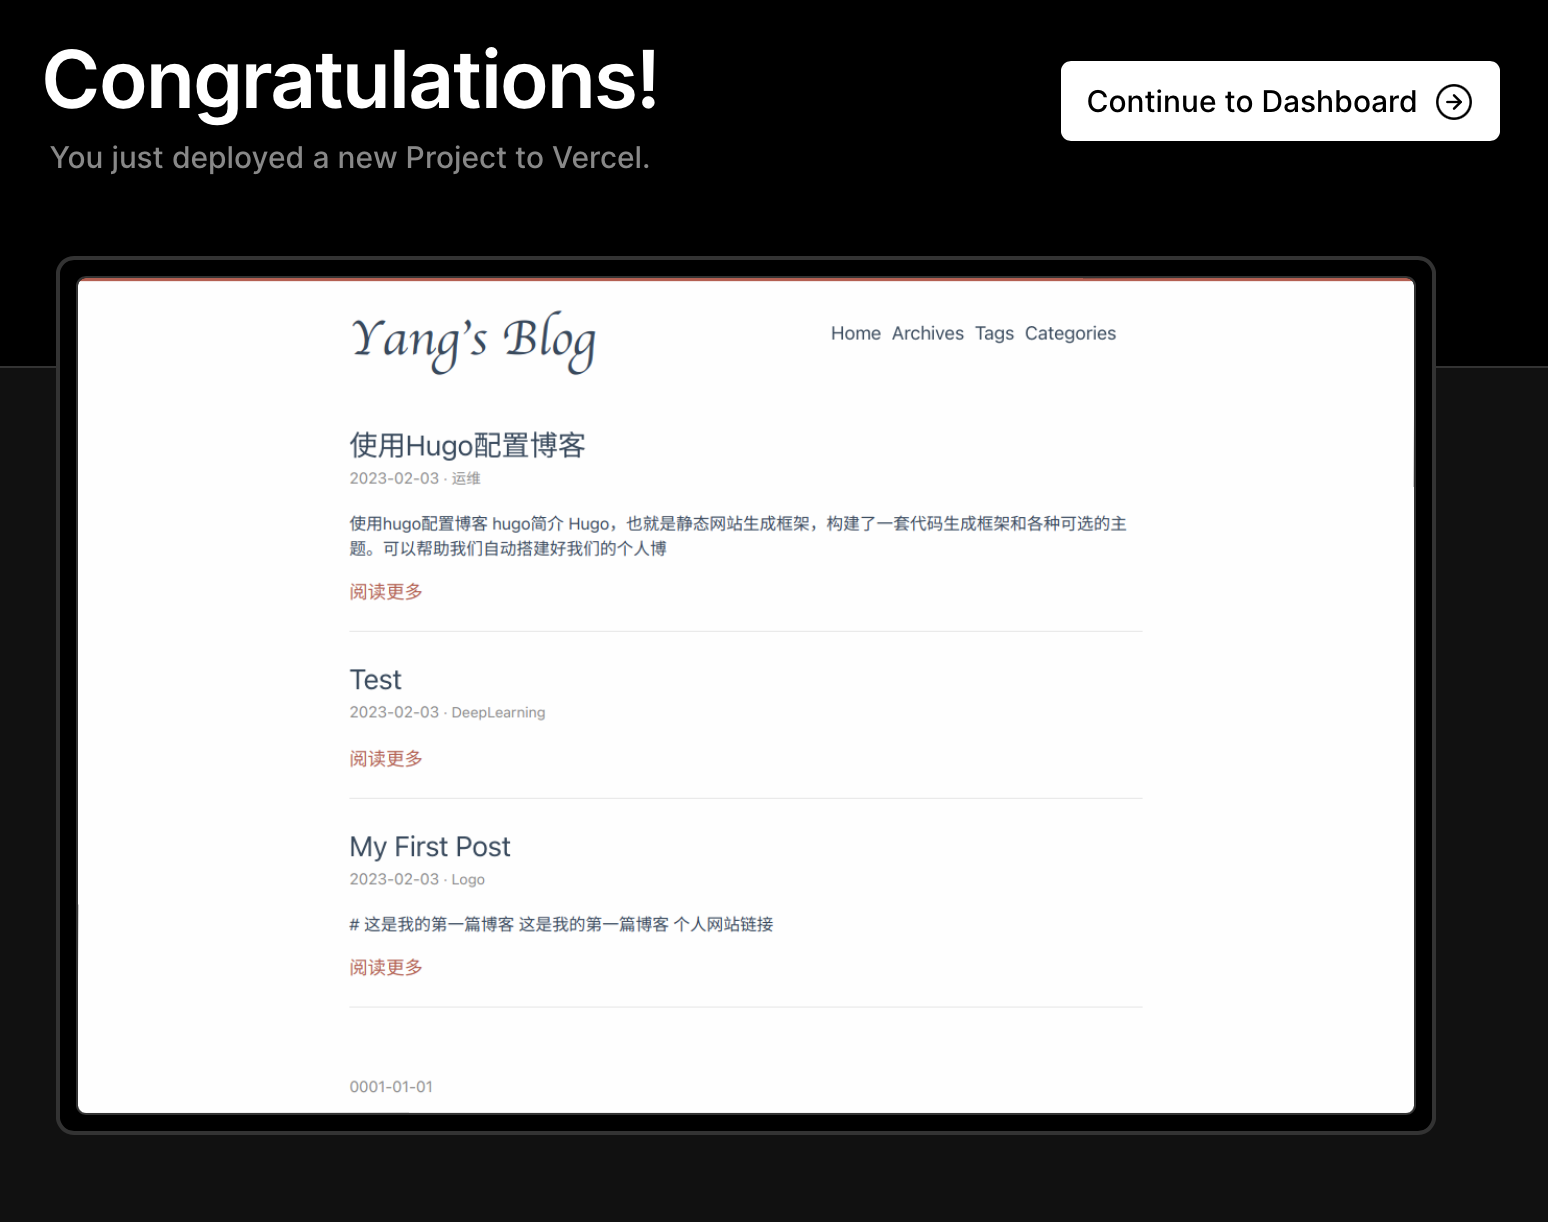 Congratulations!
Continue to Dashboard
You just deployed a new Project to Vercel.
Yang's Blog
Home Archives Tags Categories
使用Hugo配置博客
2023-02-03 · 运维
使用hugo配置博客 hugo简介 Hugo，也就是静态网站生成框架，构建了一套代码生成框架和各种可选的主
题。可以帮助我们自动搭建好我们的个人博
阅读更多
Test
2023-02-03 · DeepLearning
阅读更多
My First Post
2023-02-03 · Logo
# 这是我的第一篇博客 这是我的第一篇博客 个人网站链接
阅读更多
0001-01-01